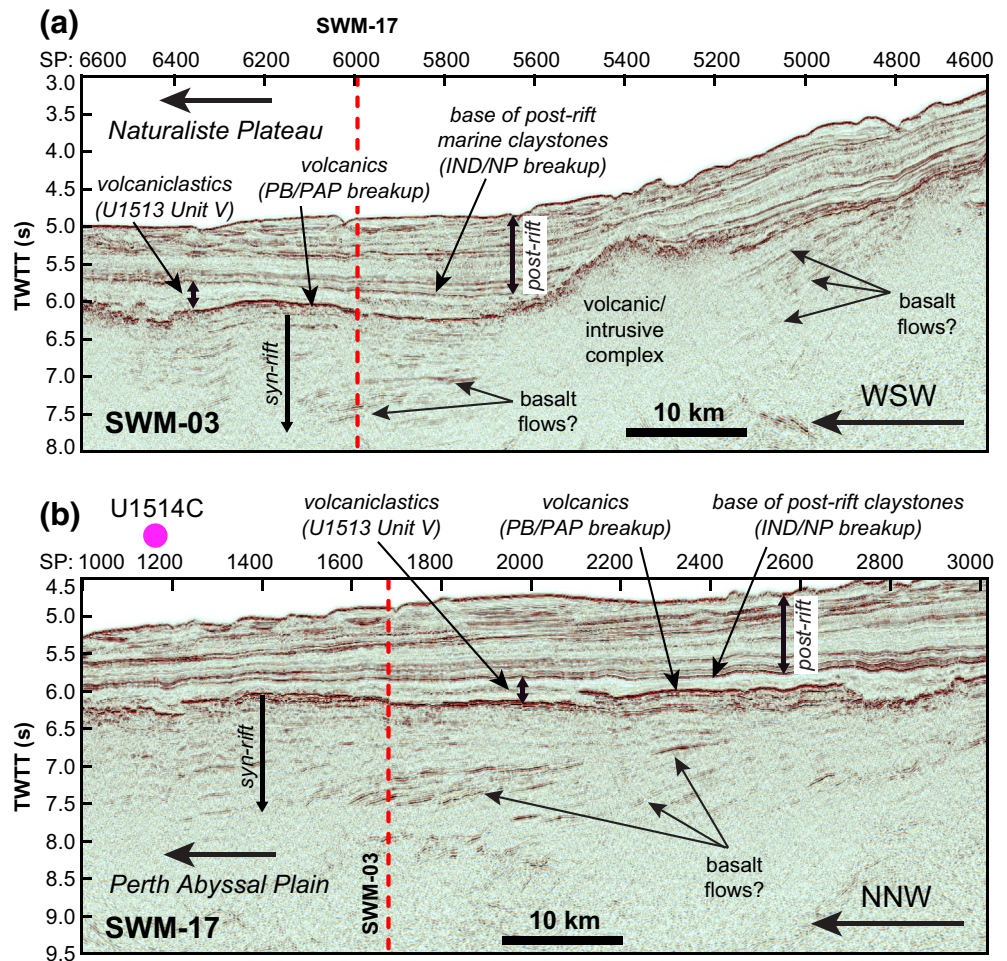 (a)
SWM-17
SP: 6600 6400 6200 6000 5800 5600 5400 5200 5000 4800 4600
3.0
3.5
4.0
4.5
5.0
5.5
6.0
6.5
7.0
7.5
8.0
TWTT (s)
Naturaliste Plateau
volcaniclastics
(U1513 Unit V)
volcanics
(PB/PAP breakup)
base of post-rift
marine claystones
(IND/NP breakup)
post-rift
syn-rift
volcanic/
intrusive
complex
basalt
flows?
basalt
flows?
10 km
WSW
SWM-03
(b)
U1514C
volcaniclastics
(U1513 Unit V)
volcanics
(PB/PAP breakup)
base of post-rift claystones
(IND/NP breakup)
SP: 1000 1200 1400 1600 1800 2000 2200 2400 2600 2800 3000
4.5
5.0
5.5
6.0
6.5
7.0
7.5
8.0
8.5
9.0
9.5
TWTT (s)
post-rift
syn-rift
basalt
flows?
Perth Abyssal Plain
SWM-03
10 km
NNW
SWM-17